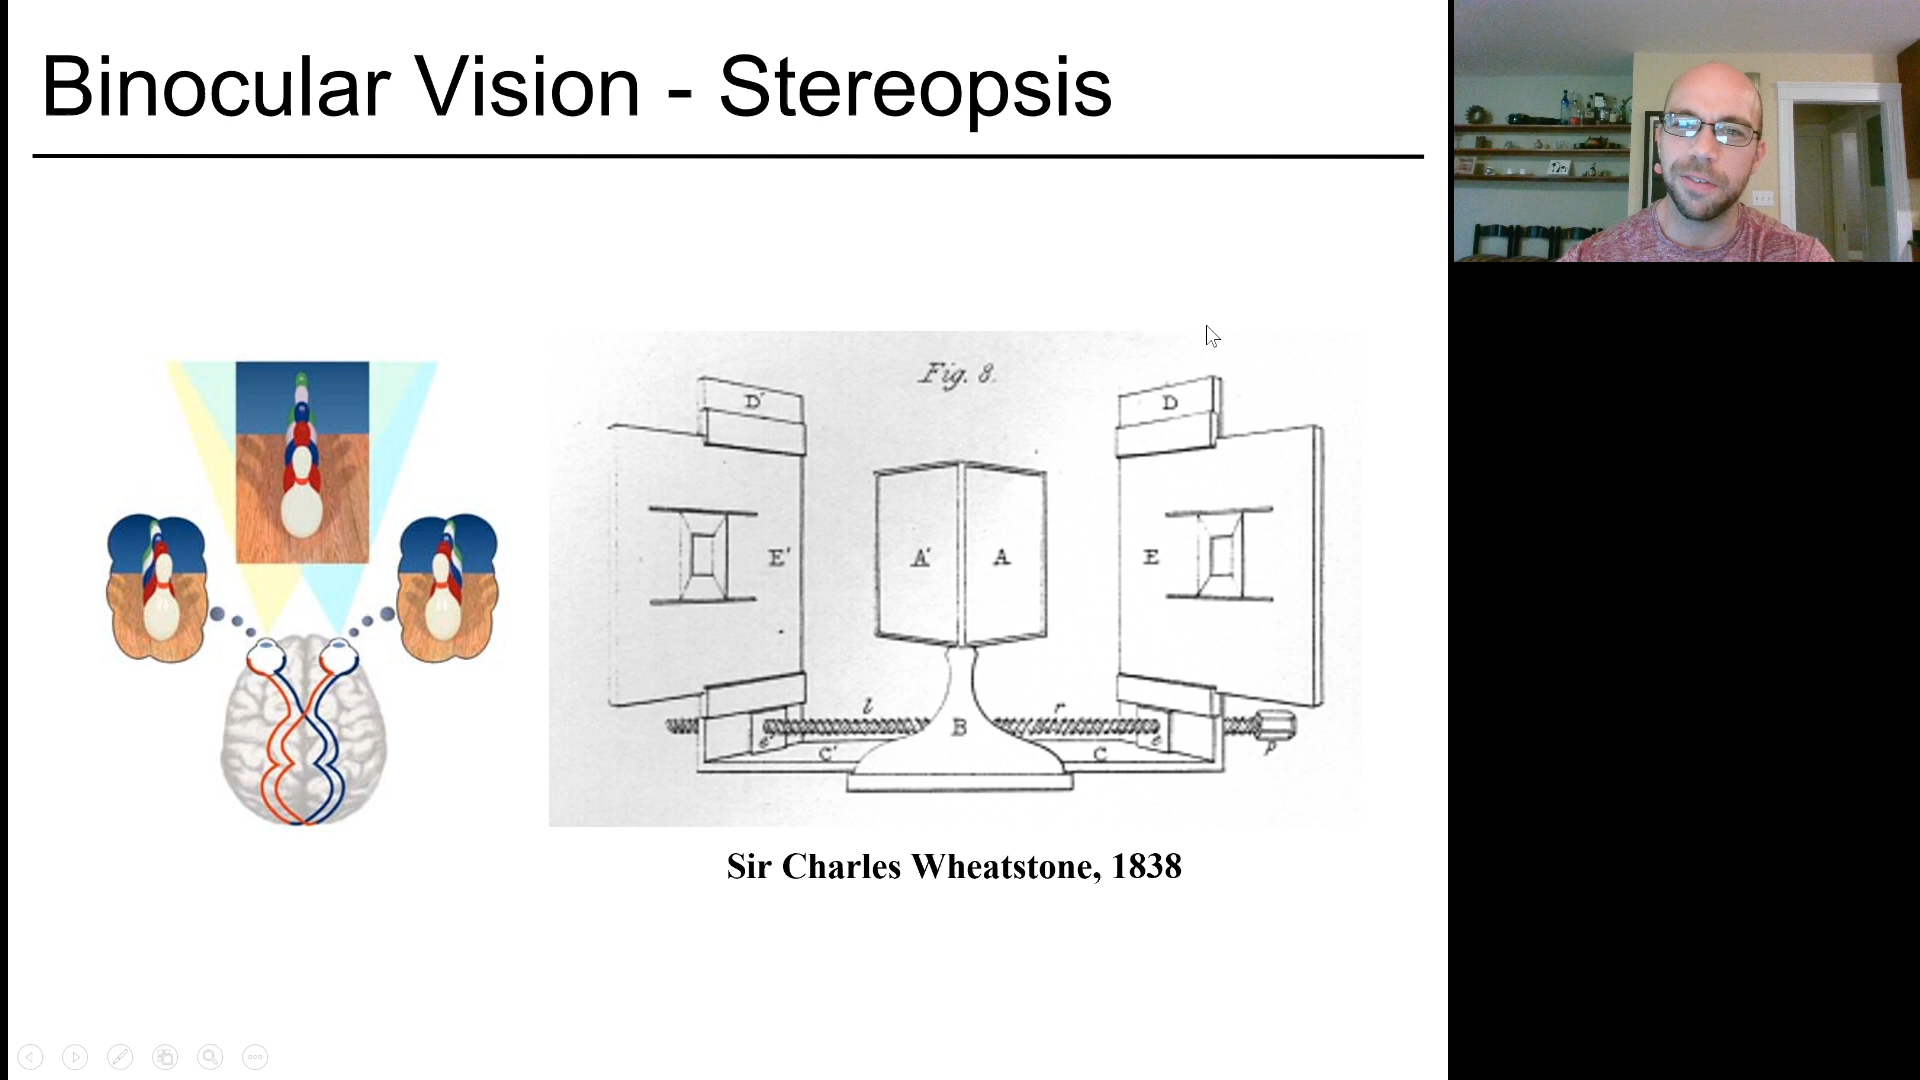 Binocular Vision - Stereopsis
Fig. 8.
D'
D
E'
A'
A
E
l
r
B
e'
C'
C
e
p
Sir Charles Wheatstone, 1838